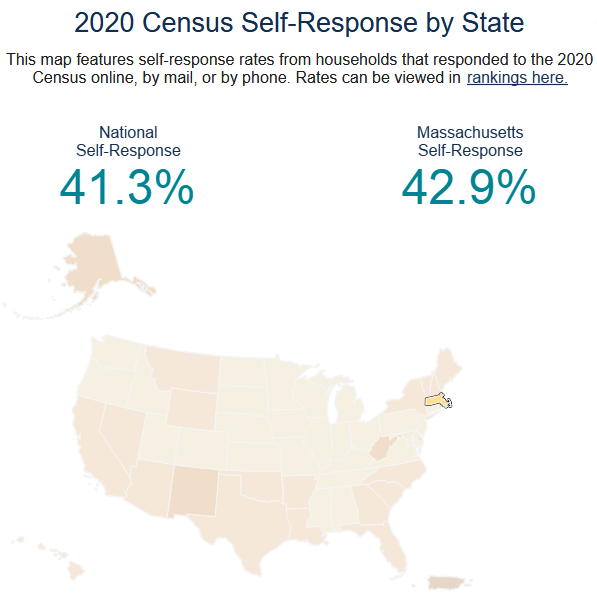 2020 Census Self-Response by State
This map features self-response rates from households that responded to the 2020
Census online, by mail, or by phone. Rates can be viewed in rankings here.
National
Self-Response
41.3%
Massachusetts
Self-Response
42.9%